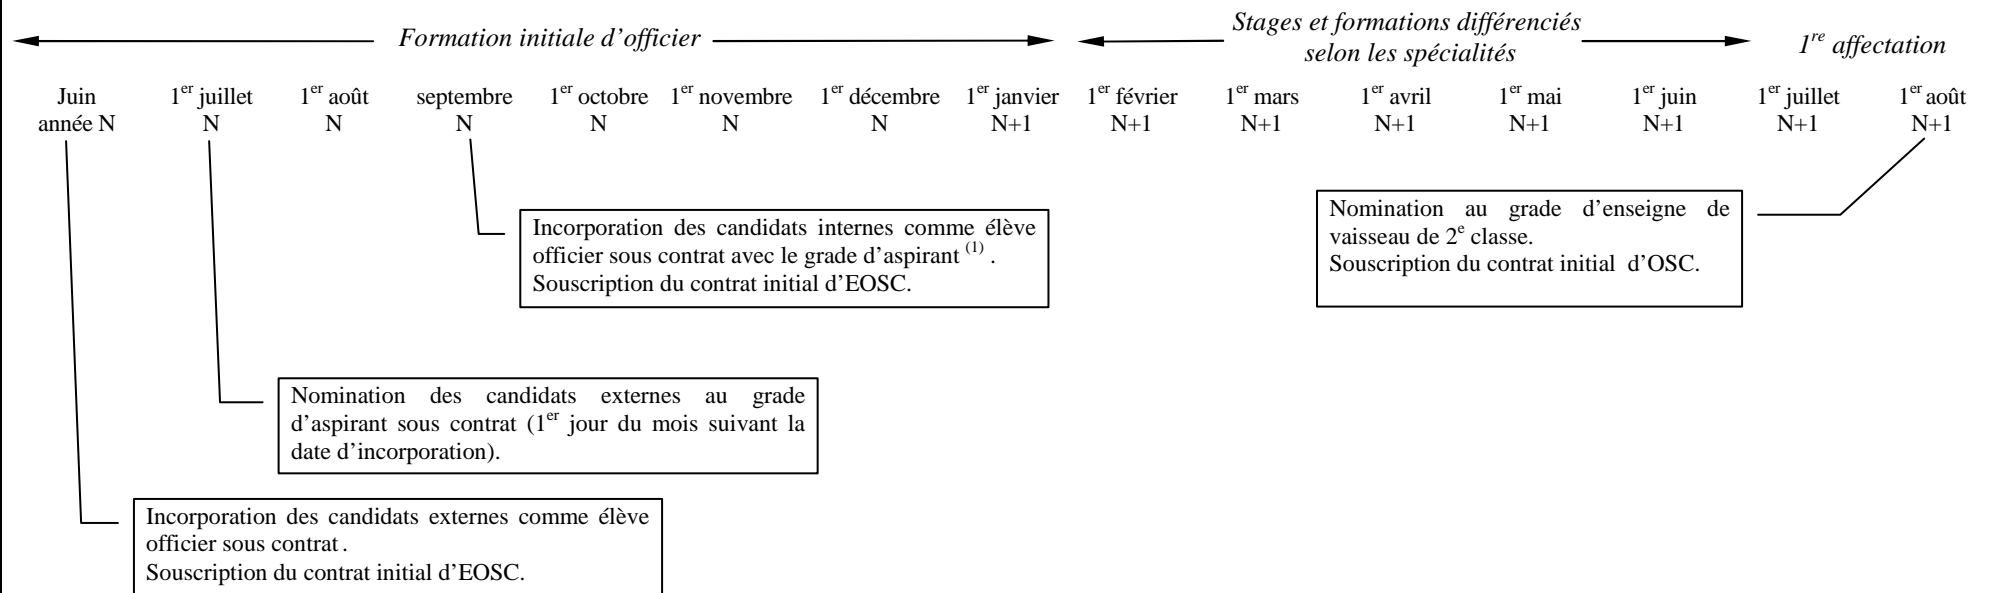 Formation initiale d’officier
Stages et formations différenciés
selon les spécialités
1re affectation
Juin
année N
1er juillet
N
1er août
N
septembre
N
1er octobre
N
1er novembre
N
1er décembre
N
1er janvier
N+1
1er février
N+1
1er mars
N+1
1er avril
N+1
1er mai
N+1
1er juin
N+1
1er juillet
N+1
1er août
N+1
Incorporation des candidats internes comme élève
officier sous contrat avec le grade d’aspirant (1) .
Souscription du contrat initial d’EOSC.
Nomination au grade d’enseigne de
vaisseau de 2e classe.
Souscription du contrat initial d’OSC.
Nomination des candidats externes au grade
d’aspirant sous contrat (1er jour du mois suivant la
date d’incorporation).
Incorporation des candidats externes comme élève
officier sous contrat .
Souscription du contrat initial d’EOSC.